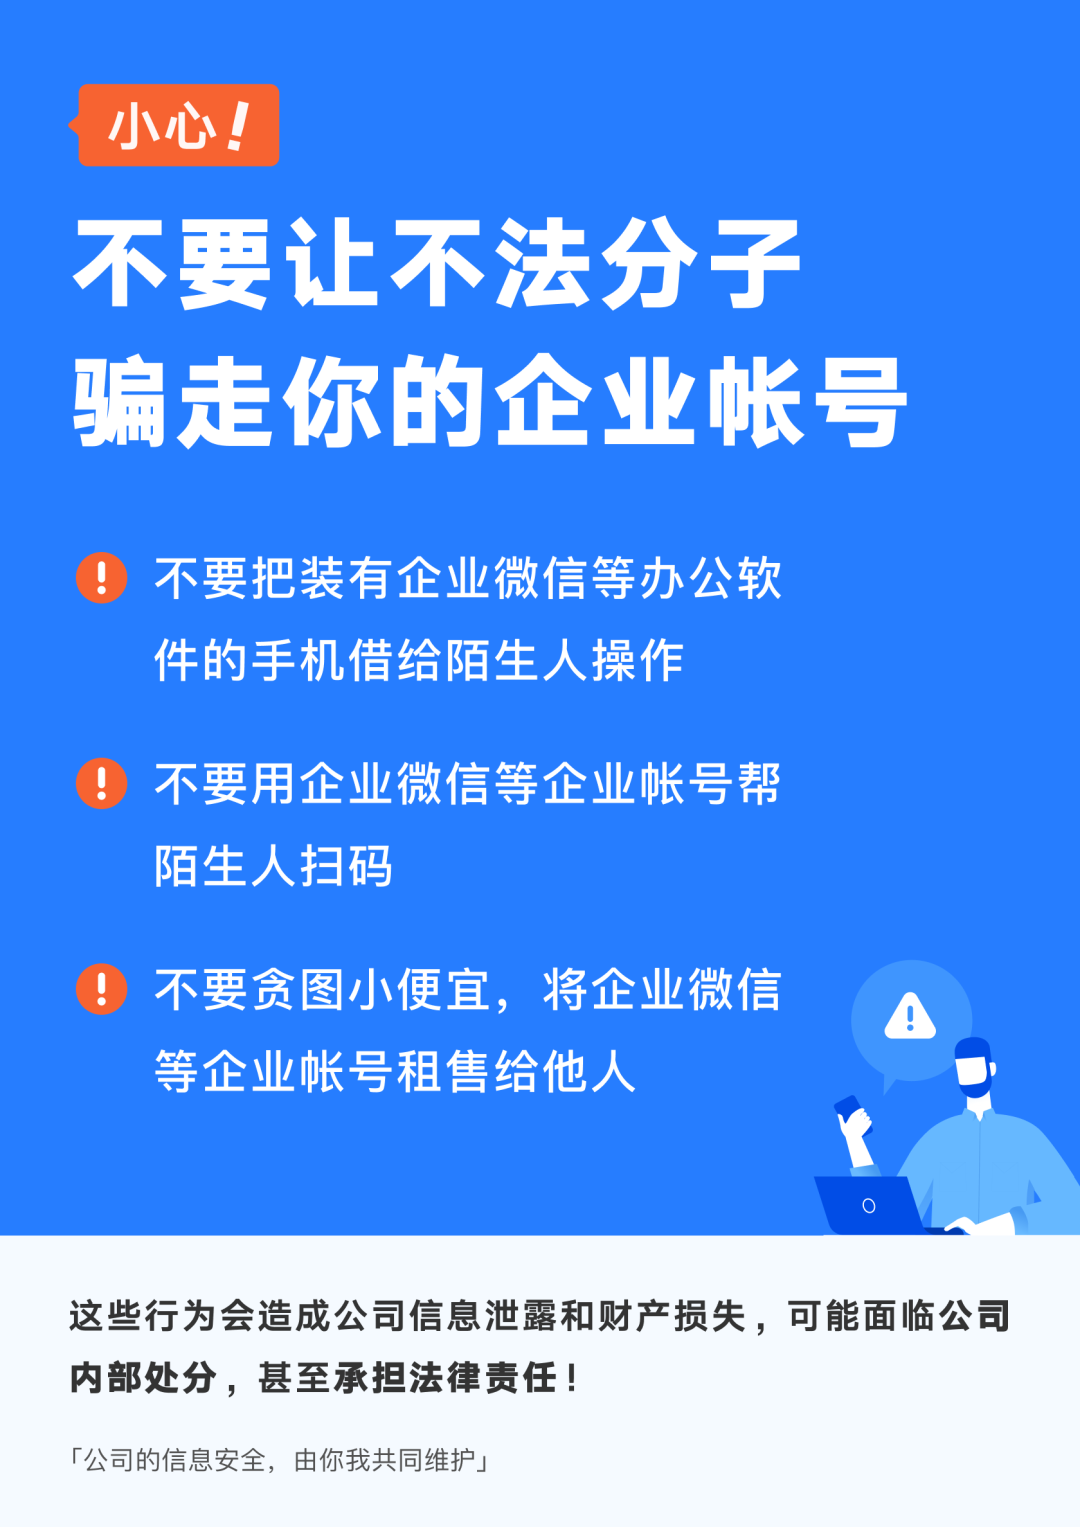 小心!
不要让不法分子
骗走你的企业帐号
不要把装有企业微信等办公软
件的手机借给陌生人操作
不要用企业微信等企业帐号帮
陌生人扫码
不要贪图小便宜，将企业微信
等企业帐号租售给他人
这些行为会造成公司信息泄露和财产损失，可能面临公司
内部处分，甚至承担法律责任！
「公司的信息安全，由你我共同维护」